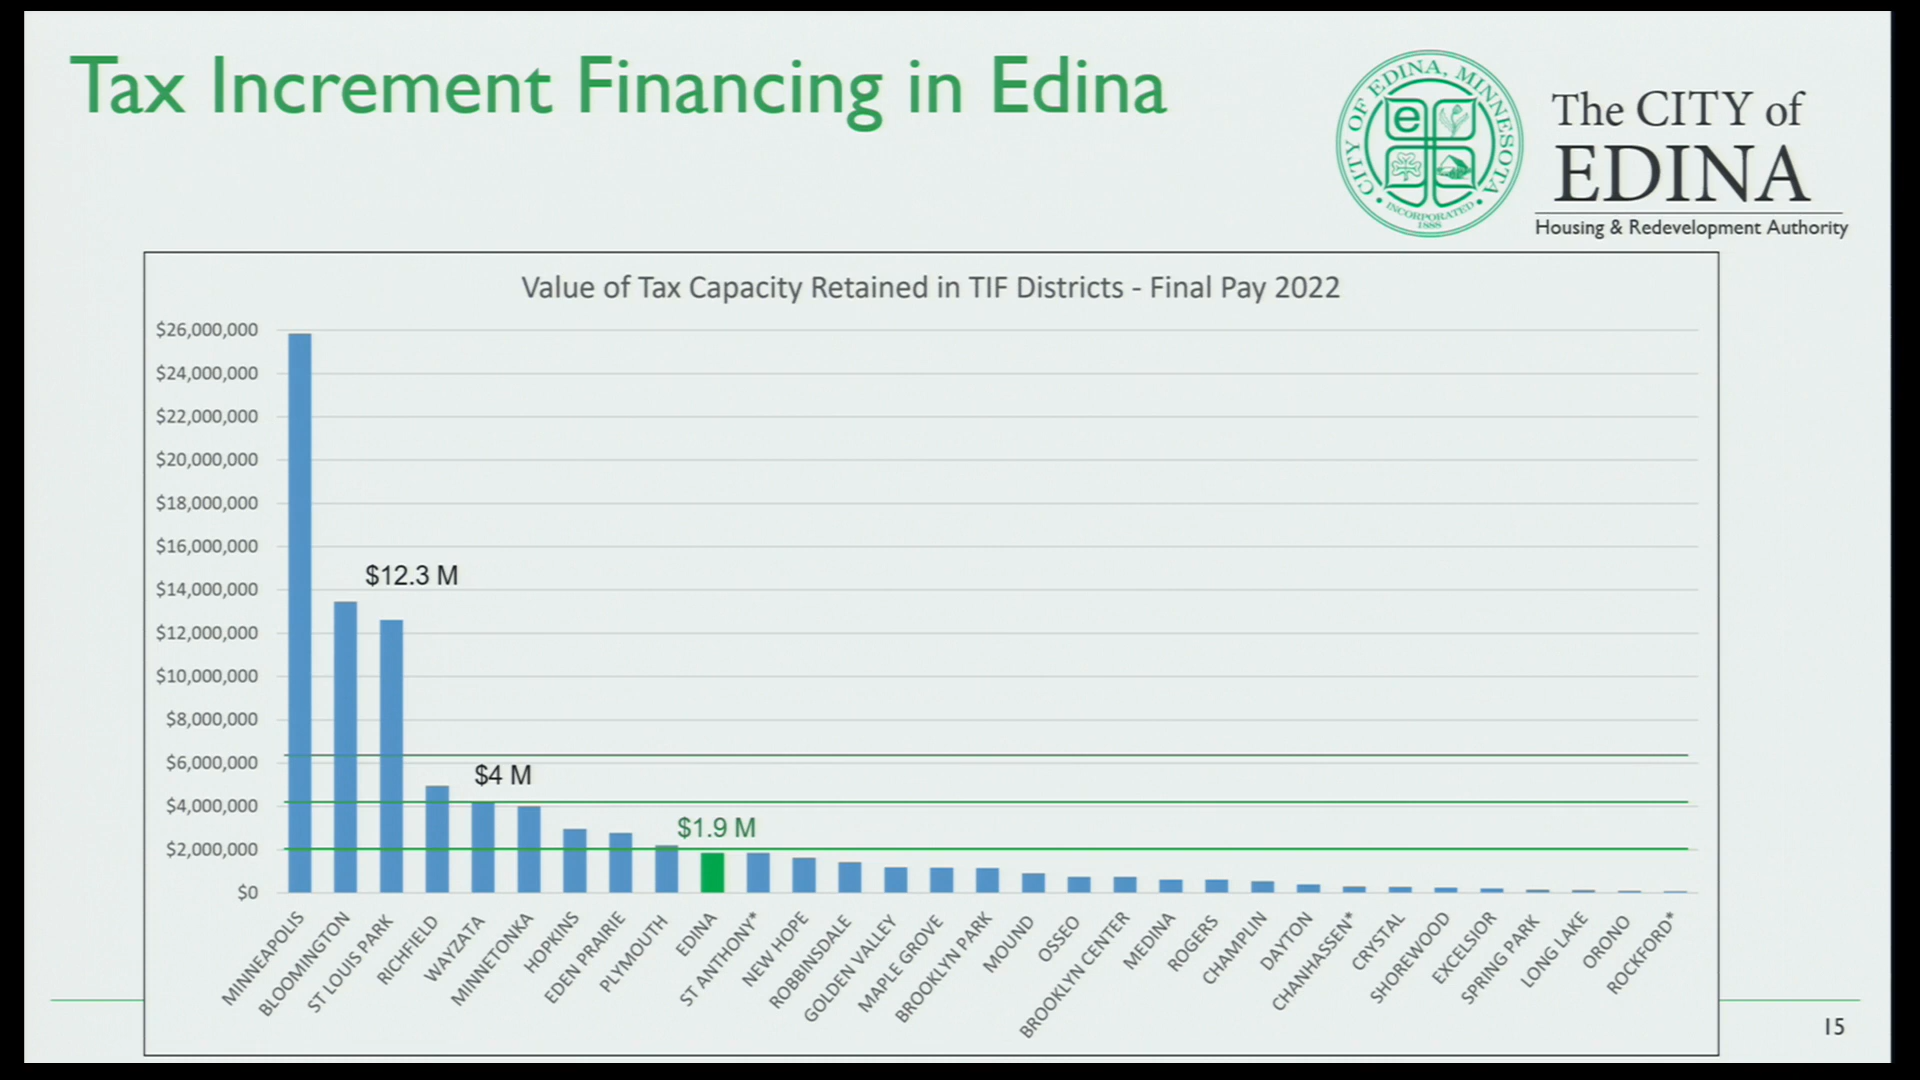 Tax Increment Financing in Edina
CITY OF EDINA, MINNESOTA
e
INCORPORATED
1888
The CITY of
EDINA
Housing & Redevelopment Authority
Value of Tax Capacity Retained in TIF Districts - Final Pay 2022
$26,000,000
$24,000,000
$22,000,000
$20,000,000
$18,000,000
$16,000,000
$14,000,000
$12,000,000
$10,000,000
$8,000,000
$6,000,000
$4,000,000
$2,000,000
$0
$12.3 M
$4 M
$1.9 M
MINNEAPOLIS
BLOOMINGTON
ST LOUIS PARK
RICHFIELD
WAYZATA
MINNETONKA
HOPKINS
EDEN PRAIRIE
PLYMOUTH
EDINA
ST ANTHONY*
NEW HOPE
ROBBINSDALE
GOLDEN VALLEY
MAPLE GROVE
BROOKLYN PARK
MOUND
OSSEO
BROOKLYN CENTER
MEDINA
ROGERS
CHAMPLIN
DAYTON
CHANHASSEN*
CRYSTAL
SHOREWOOD
EXCELSIOR
SPRING PARK
LONG LAKE
ORONO
ROCKFORD*
15